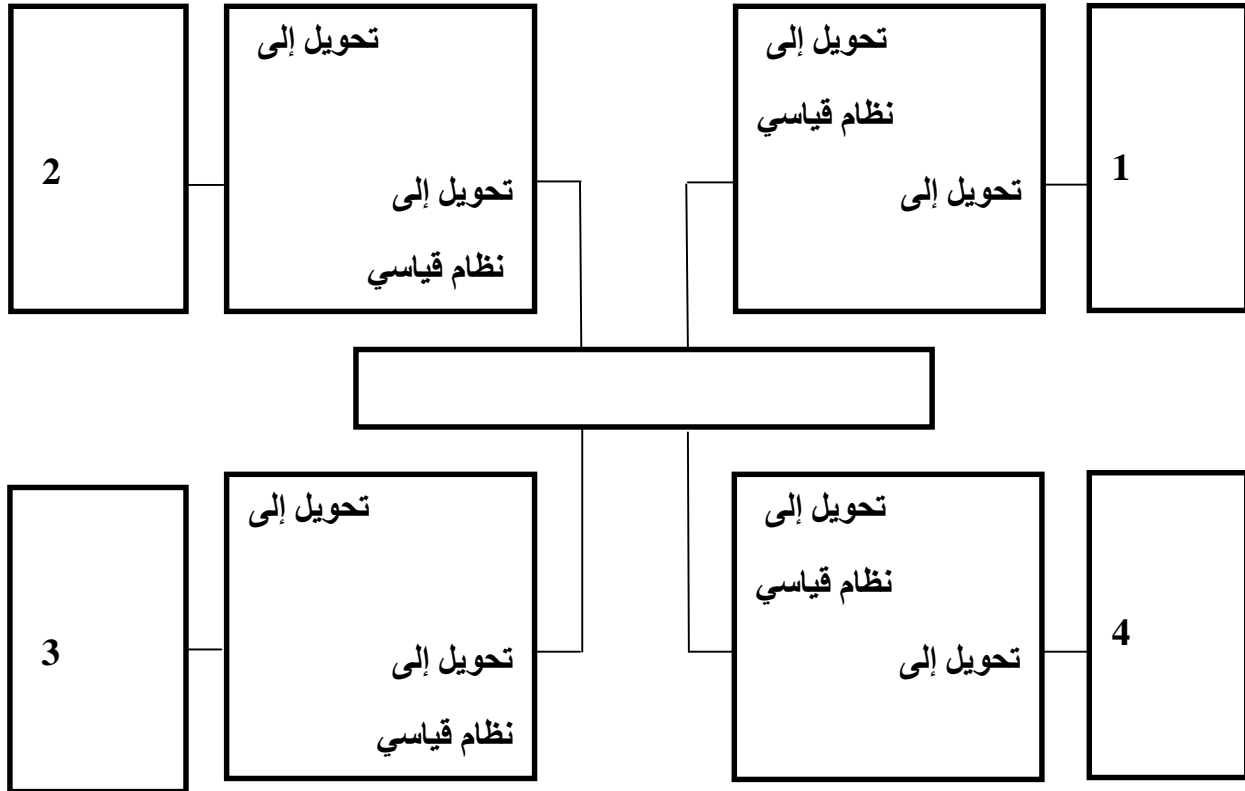 تحويل إلى
نظام قياسي
تحويل إلى
1
تحويل إلى
تحويل إلى
نظام قياسي
2
تحويل إلى
نظام قياسي
تحويل إلى
4
تحويل إلى
تحويل إلى
نظام قياسي
3